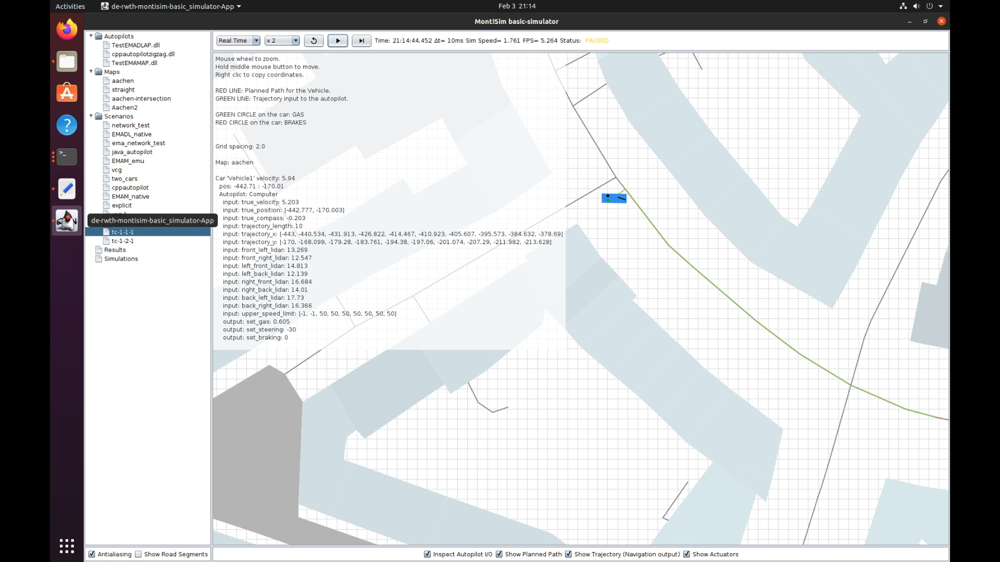 Activities
de-rwth-montisim-basic_simulator-App
Feb 3 21:14
MontiSim basic-simulator
Autopilots
TestEMADLAP.dll
cppautopilotzigzag.dll
TestEMAMAP.dll
Maps
aachen
straight
aachen-intersection
Aachen2
Scenarios
network_test
EMADL_native
ema_network_test
java_autopilot
EMAM_emu
vcg
two_cars
cppautopilot
EMAM_native
explicit
de-rwth-montisim-basic_simulator-App
tc-1-1-1
tc-1-2-1
Results
Simulations
Real Time
x 2
Time: 21:14:44.452 Δt= 10ms Sim Speed= 1.761 FPS= 5.264 Status: PAUSED
Mouse wheel to zoom.
Hold middle mouse button to move.
Right clic to copy coordinates.
RED LINE: Planned Path for the Vehicle.
GREEN LINE: Trajectory input to the autopilot.
GREEN CIRCLE on the car: GAS
RED CIRCLE on the car: BRAKES
Grid spacing: 2.0
Map: aachen
Car 'Vehicle1' velocity: 5.94
pos: -442.71 : -170.01
Autopilot: Computer
input: true_velocity: 5.203
input: true_position: [-442.777, -170.003]
input: true_compass: -0.203
input: trajectory_length: 10
input: trajectory_x: [-443, -440.534, -431.913, -426.822, -414.467, -410.923, -405.607, -395.573, -384.632, -378.69]
input: trajectory_y: [-170, -168.099, -179.28, -183.761, -194.38, -197.06, -201.074, -207.29, -211.982, -213.628]
input: front_left_lidar: 13.269
input: front_right_lidar: 12.547
input: left_front_lidar: 14.813
input: left_back_lidar: 12.139
input: right_front_lidar: 16.684
input: right_back_lidar: 14.01
input: back_left_lidar: 17.73
input: back_right_lidar: 16.366
input: upper_speed_limit: [-1, -1, 50, 50, 50, 50, 50, 50, 50]
output: set_gas: 0.605
output: set_steering: -30
output: set_braking: 0
Antialiasing
Show Road Segments
Inspect Autopilot I/O
Show Planned Path
Show Trajectory (Navigation output)
Show Actuators